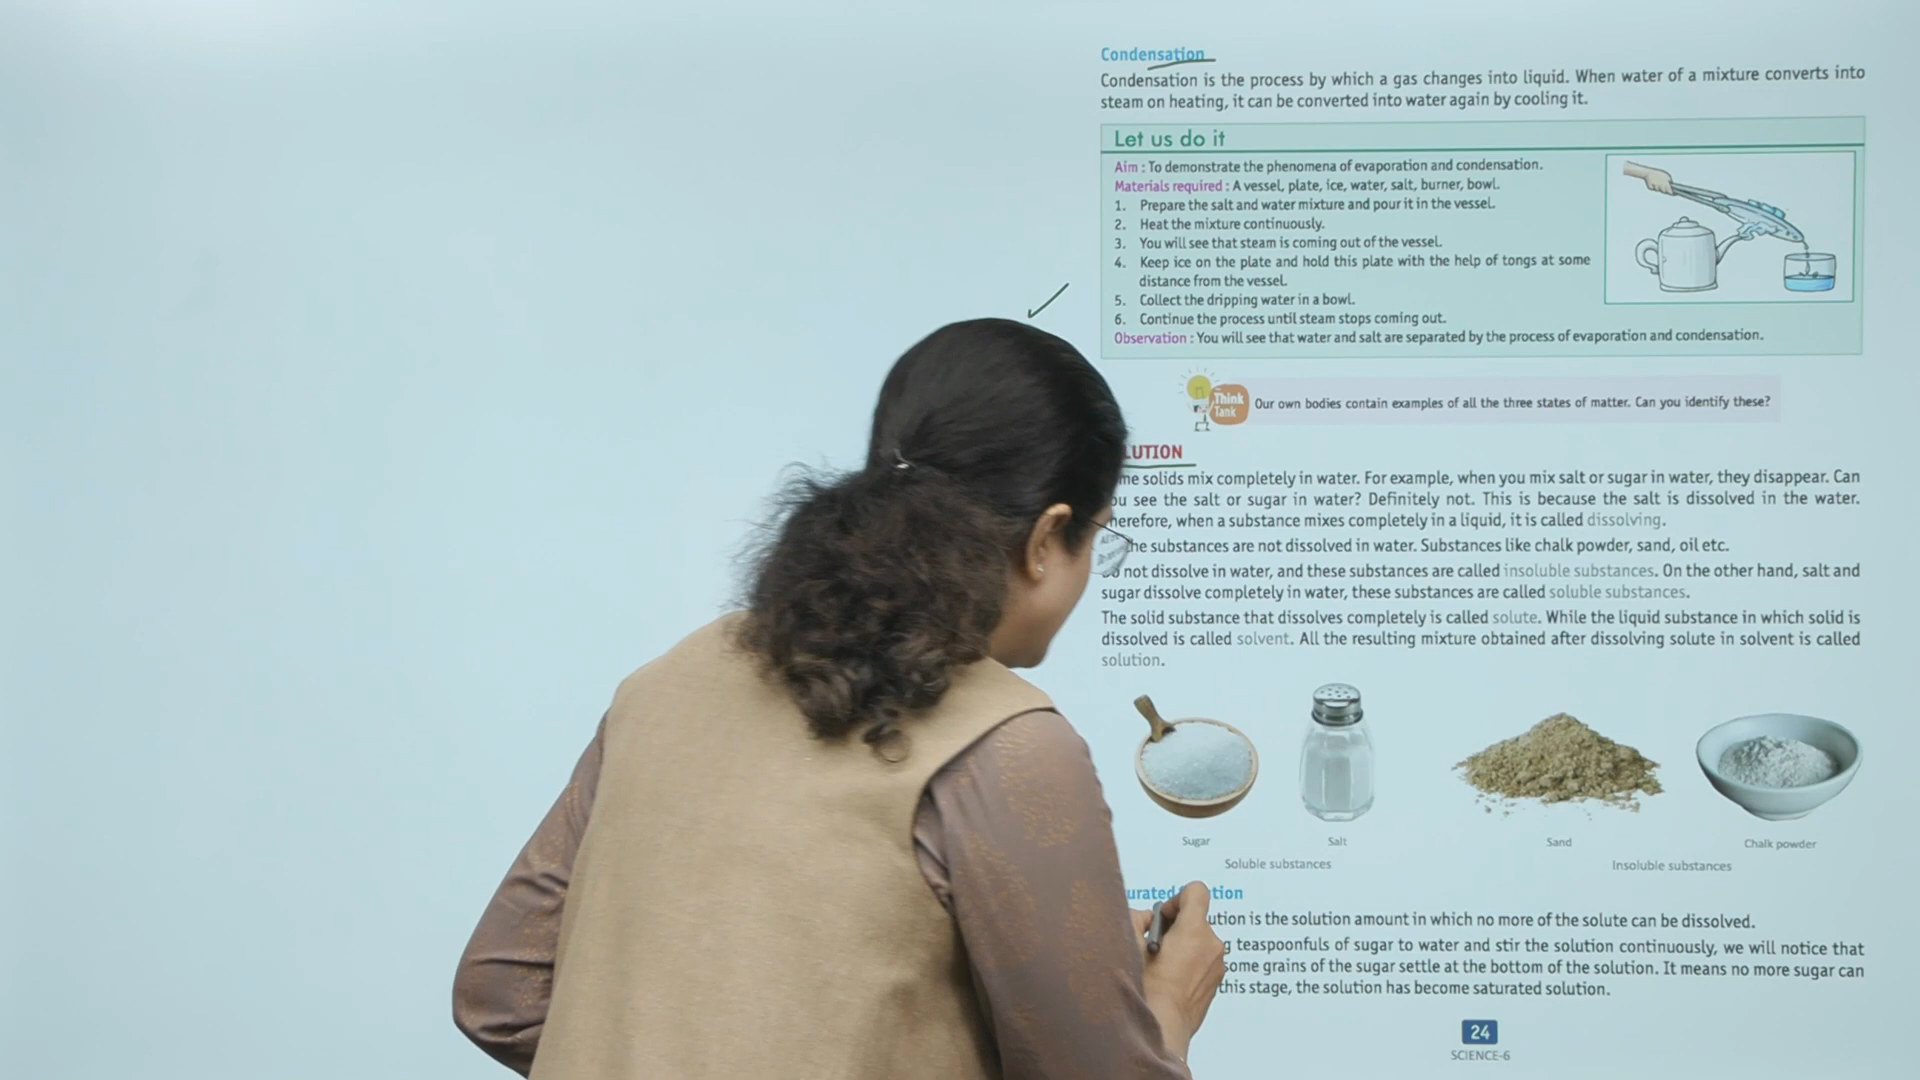 Condensation
Condensation is the process by which a gas changes into liquid. When water of a mixture converts into
steam on heating, it can be converted into water again by cooling it.
Let us do it
Aim : To demonstrate the phenomena of evaporation and condensation.
Materials required : A vessel, plate, ice, water, salt, burner, bowl.
1. Prepare the salt and water mixture and pour it in the vessel.
2. Heat the mixture continuously.
3. You will see that steam is coming out of the vessel.
4. Keep ice on the plate and hold this plate with the help of tongs at some
distance from the vessel.
5. Collect the dripping water in a bowl.
6. Continue the process until steam stops coming out.
Observation : You will see that water and salt are separated by the process of evaporation and condensation.
Think
Tank
Our own bodies contain examples of all the three states of matter. Can you identify these?
LUTION
me solids mix completely in water. For example, when you mix salt or sugar in water, they disappear. Can
ou see the salt or sugar in water? Definitely not. This is because the salt is dissolved in the water.
herefore, when a substance mixes completely in a liquid, it is called dissolving.
the substances are not dissolved in water. Substances like chalk powder, sand, oil etc.
do not dissolve in water, and these substances are called insoluble substances. On the other hand, salt and
sugar dissolve completely in water, these substances are called soluble substances.
The solid substance that dissolves completely is called solute. While the liquid substance in which solid is
dissolved is called solvent. All the resulting mixture obtained after dissolving solute in solvent is called
solution.
Sugar
Salt
Sand
Chalk powder
Soluble substances
Insoluble substances
urated tion
ution is the solution amount in which no more of the solute can be dissolved.
g teaspoonfuls of sugar to water and stir the solution continuously, we will notice that
some grains of the sugar settle at the bottom of the solution. It means no more sugar can
this stage, the solution has become saturated solution.
24
SCIENCE-6